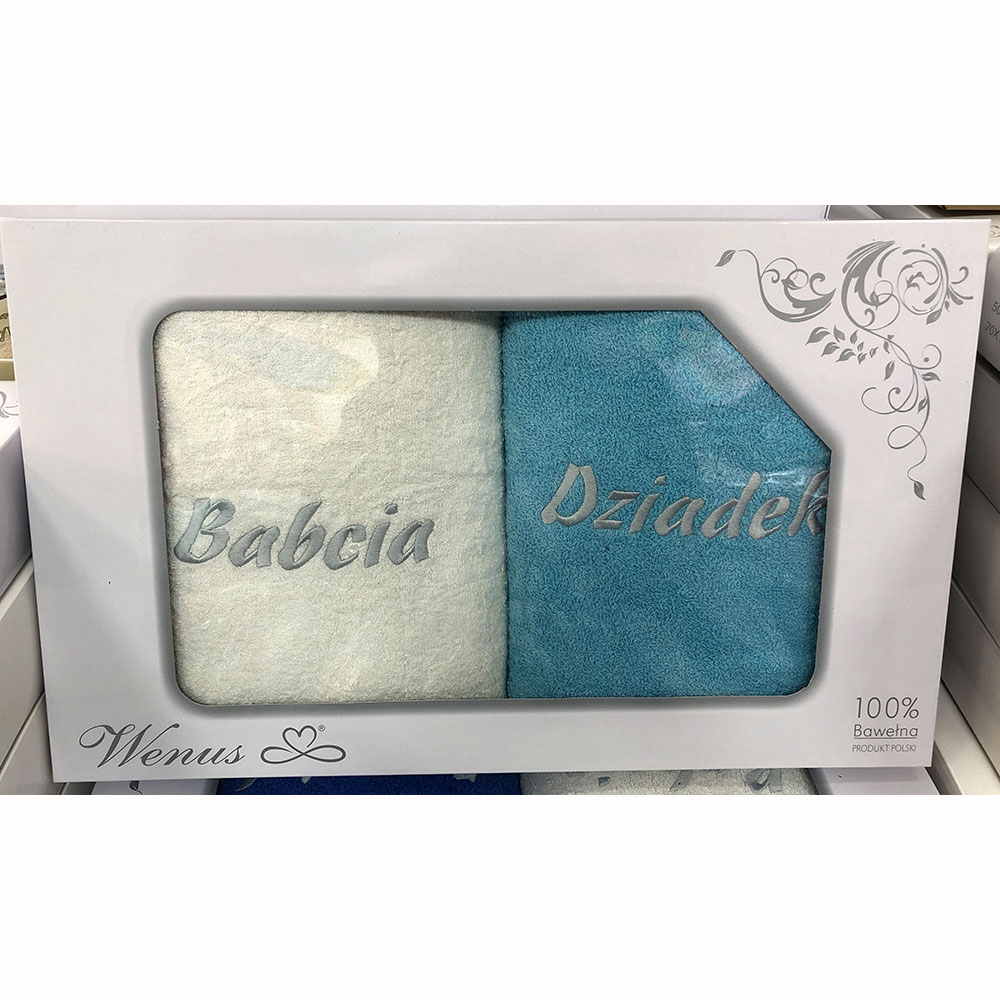 Babcia
Dziadek
Wenus ®
100%
Bawełna
PRODUKT POLSKI